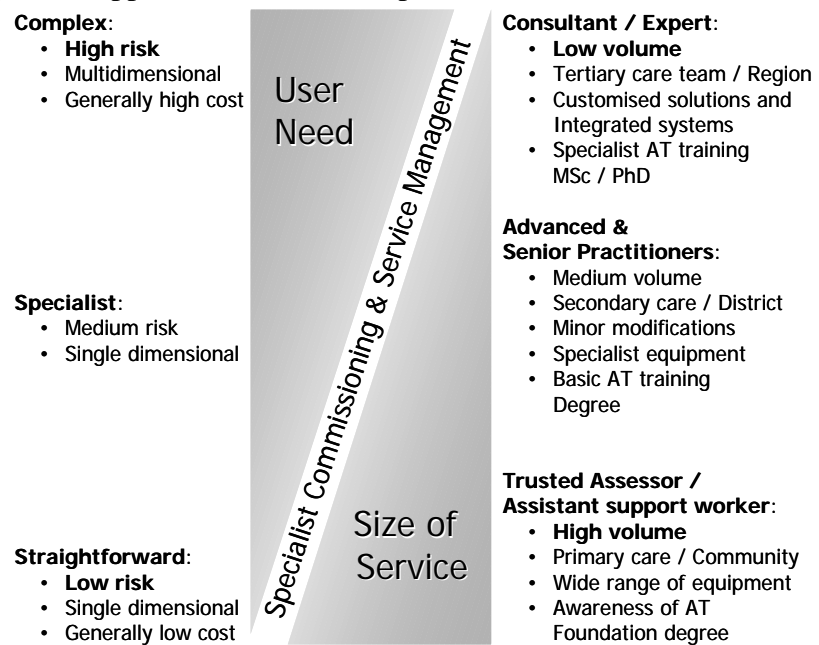 Complex:
• High risk
• Multidimensional
• Generally high cost
Specialist:
• Medium risk
• Single dimensional
Straightforward:
• Low risk
• Single dimensional
• Generally low cost
User
Need
Specialist Commissioning & Service Management
Size of
Service
Consultant / Expert:
• Low volume
• Tertiary care team / Region
• Customised solutions and
Integrated systems
• Specialist AT training
MSc / PhD
Advanced &
Senior Practitioners:
• Medium volume
• Secondary care / District
• Minor modifications
• Specialist equipment
• Basic AT training
Degree
Trusted Assessor /
Assistant support worker:
• High volume
• Primary care / Community
• Wide range of equipment
• Awareness of AT
Foundation degree